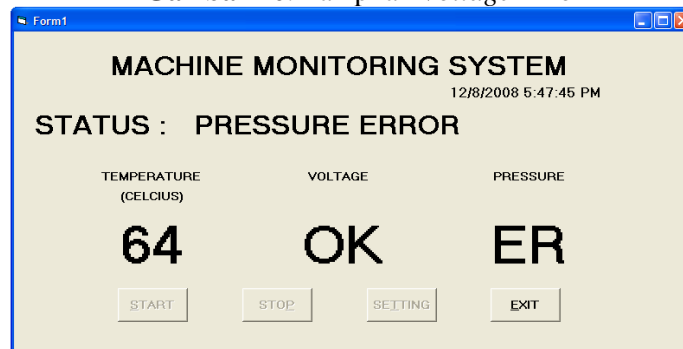 Form1
MACHINE MONITORING SYSTEM
12/8/2008 5:47:45 PM
STATUS : PRESSURE ERROR
TEMPERATURE VOLTAGE PRESSURE
(CELCIUS)
64 OK ER
START STOP SETTING EXIT